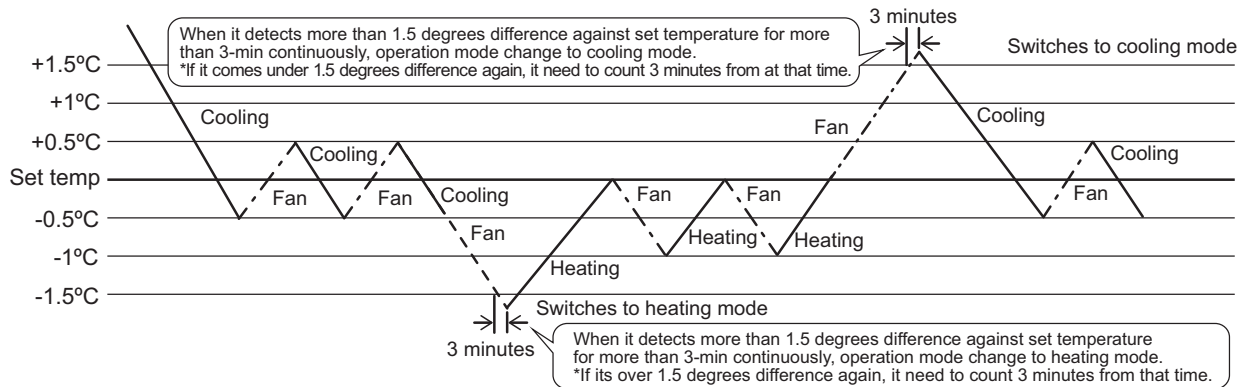 3 minutes
When it detects more than 1.5 degrees difference against set temperature for more
than 3-min continuously, operation mode change to cooling mode.
*If it comes under 1.5 degrees difference again, it need to count 3 minutes from at that time.
Switches to cooling mode
+1.5ºC
+1ºC
Cooling
Fan
Cooling
+0.5ºC
Cooling
Heating
Cooling
Set temp
Fan
Fan
Cooling
Fan
Fan
Fan
-0.5ºC
Fan
Heating
Heating
-1ºC
Heating
-1.5ºC
Switches to heating mode
3 minutes
When it detects more than 1.5 degrees difference against set temperature
for more than 3-min continuously, operation mode change to heating mode.
*If its over 1.5 degrees difference again, it need to count 3 minutes from that time.